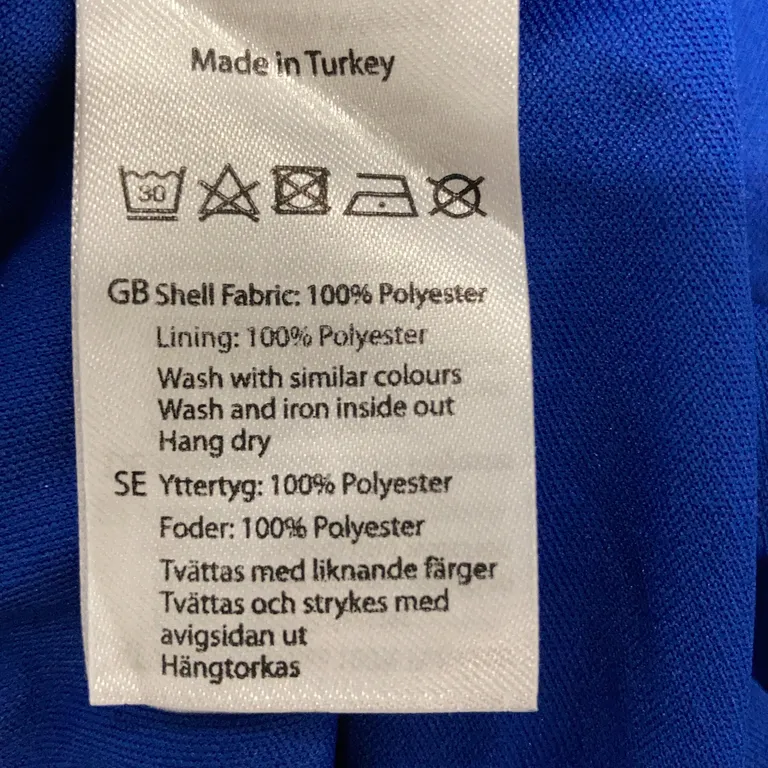 Made in Turkey
30
GB Shell Fabric: 100% Polyester
Lining: 100% Polyester
Wash with similar colours
Wash and iron inside out
Hang dry
SE Yttertyg: 100% Polyester
Foder: 100% Polyester
Tvättas med liknande färger
Tvättas och strykes med
avigsidan ut
Hängtorkas